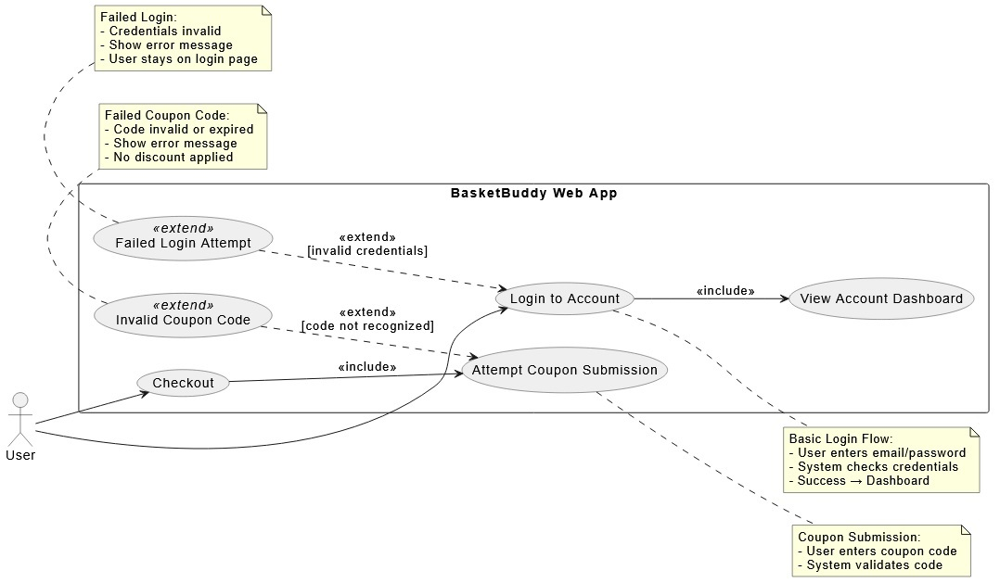 Failed Login:
- Credentials invalid
- Show error message
- User stays on login page
Failed Coupon Code:
- Code invalid or expired
- Show error message
- No discount applied
BasketBuddy Web App
«extend»
Failed Login Attempt
«extend»
[invalid credentials]
Login to Account
«include»
View Account Dashboard
«extend»
Invalid Coupon Code
«extend»
[code not recognized]
Checkout
«include»
Attempt Coupon Submission
User
Basic Login Flow:
- User enters email/password
- System checks credentials
- Success → Dashboard
Coupon Submission:
- User enters coupon code
- System validates code